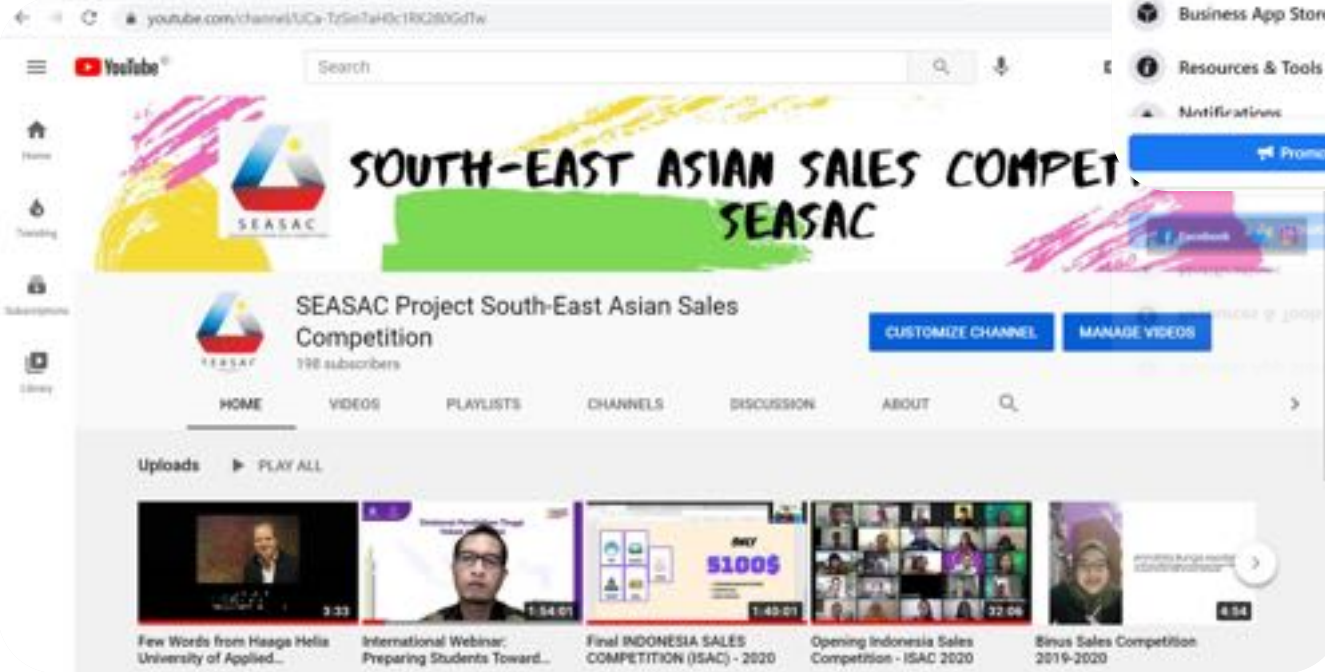 youtube.com/channel/
Business App Store
YouTube
Search
Resources & Tools
Notifications
Home
Promo
SOUTH-EAST ASIAN SALES COMPET
SEASAC
SEASAC
Trending
Facebook
Subscriptions
SEASAC Project South-East Asian Sales
Competition
198 subscribers
SEASAC
CUSTOMIZE CHANNEL
MANAGE VIDEOS
Library
HOME
VIDEOS
PLAYLISTS
CHANNELS
DISCUSSION
ABOUT
Uploads
PLAY ALL
ONLY
5100$
3:33
1:54:01
1:40:01
32:06
4:54
Few Words from Haaga Helia
University of Applied...
International Webinar:
Preparing Students Toward...
Final INDONESIA SALES
COMPETITION (ISAC) - 2020
Opening Indonesia Sales
Competition - ISAC 2020
Binus Sales Competition
2019-2020